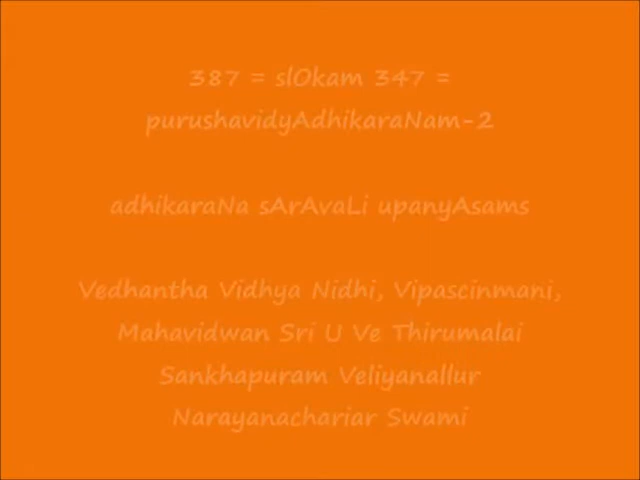 387 = slOkam 347 =
purushavidyAdhikaraNam-2
adhikaraNa sArAvaLi upanyAsams
Vedhantha Vidhya Nidhi, Vipascinmani,
Mahavidwan Sri U Ve Thirumalai
Sankhapuram Veliyanallur
Narayanachariar Swami